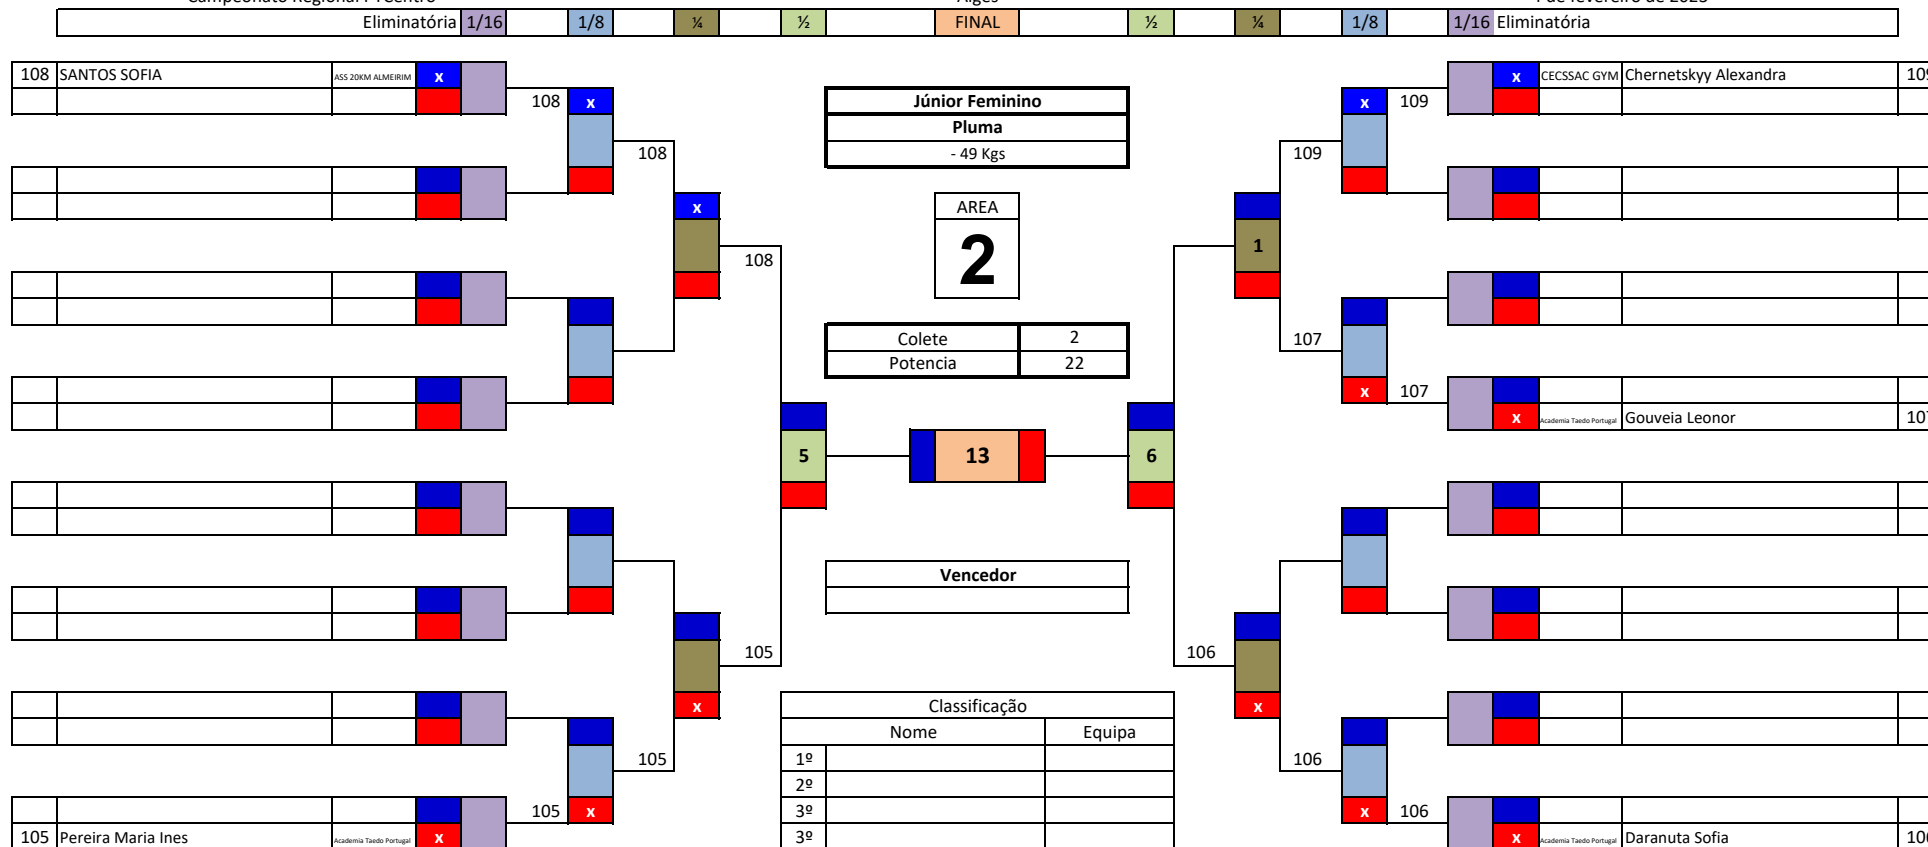 Eliminatória 1/16 1/8 ¼ ½ FINAL ½ ¼ 1/8 1/16 Eliminatória
108 SANTOS SOFIA ASS 20KM ALMEIRIM x
x CECSSAC GYM Chernetskyy Alexandra
108 x
Júnior Feminino
x 109
Pluma
108
- 49 Kgs
109
x
AREA
2
108
1
Colete 2
107
Potencia 22
x 107
x Academia Taedo Portugal Gouveia Leonor
5
13
6
Vencedor
105
106
x
Classificação
x
Nome Equipa
105
1º
106
2º
105 x
3º
x 106
105 Pereira Maria Ines Academia Taedo Portugal x
3º
x Academia Taedo Portugal Daranuta Sofia